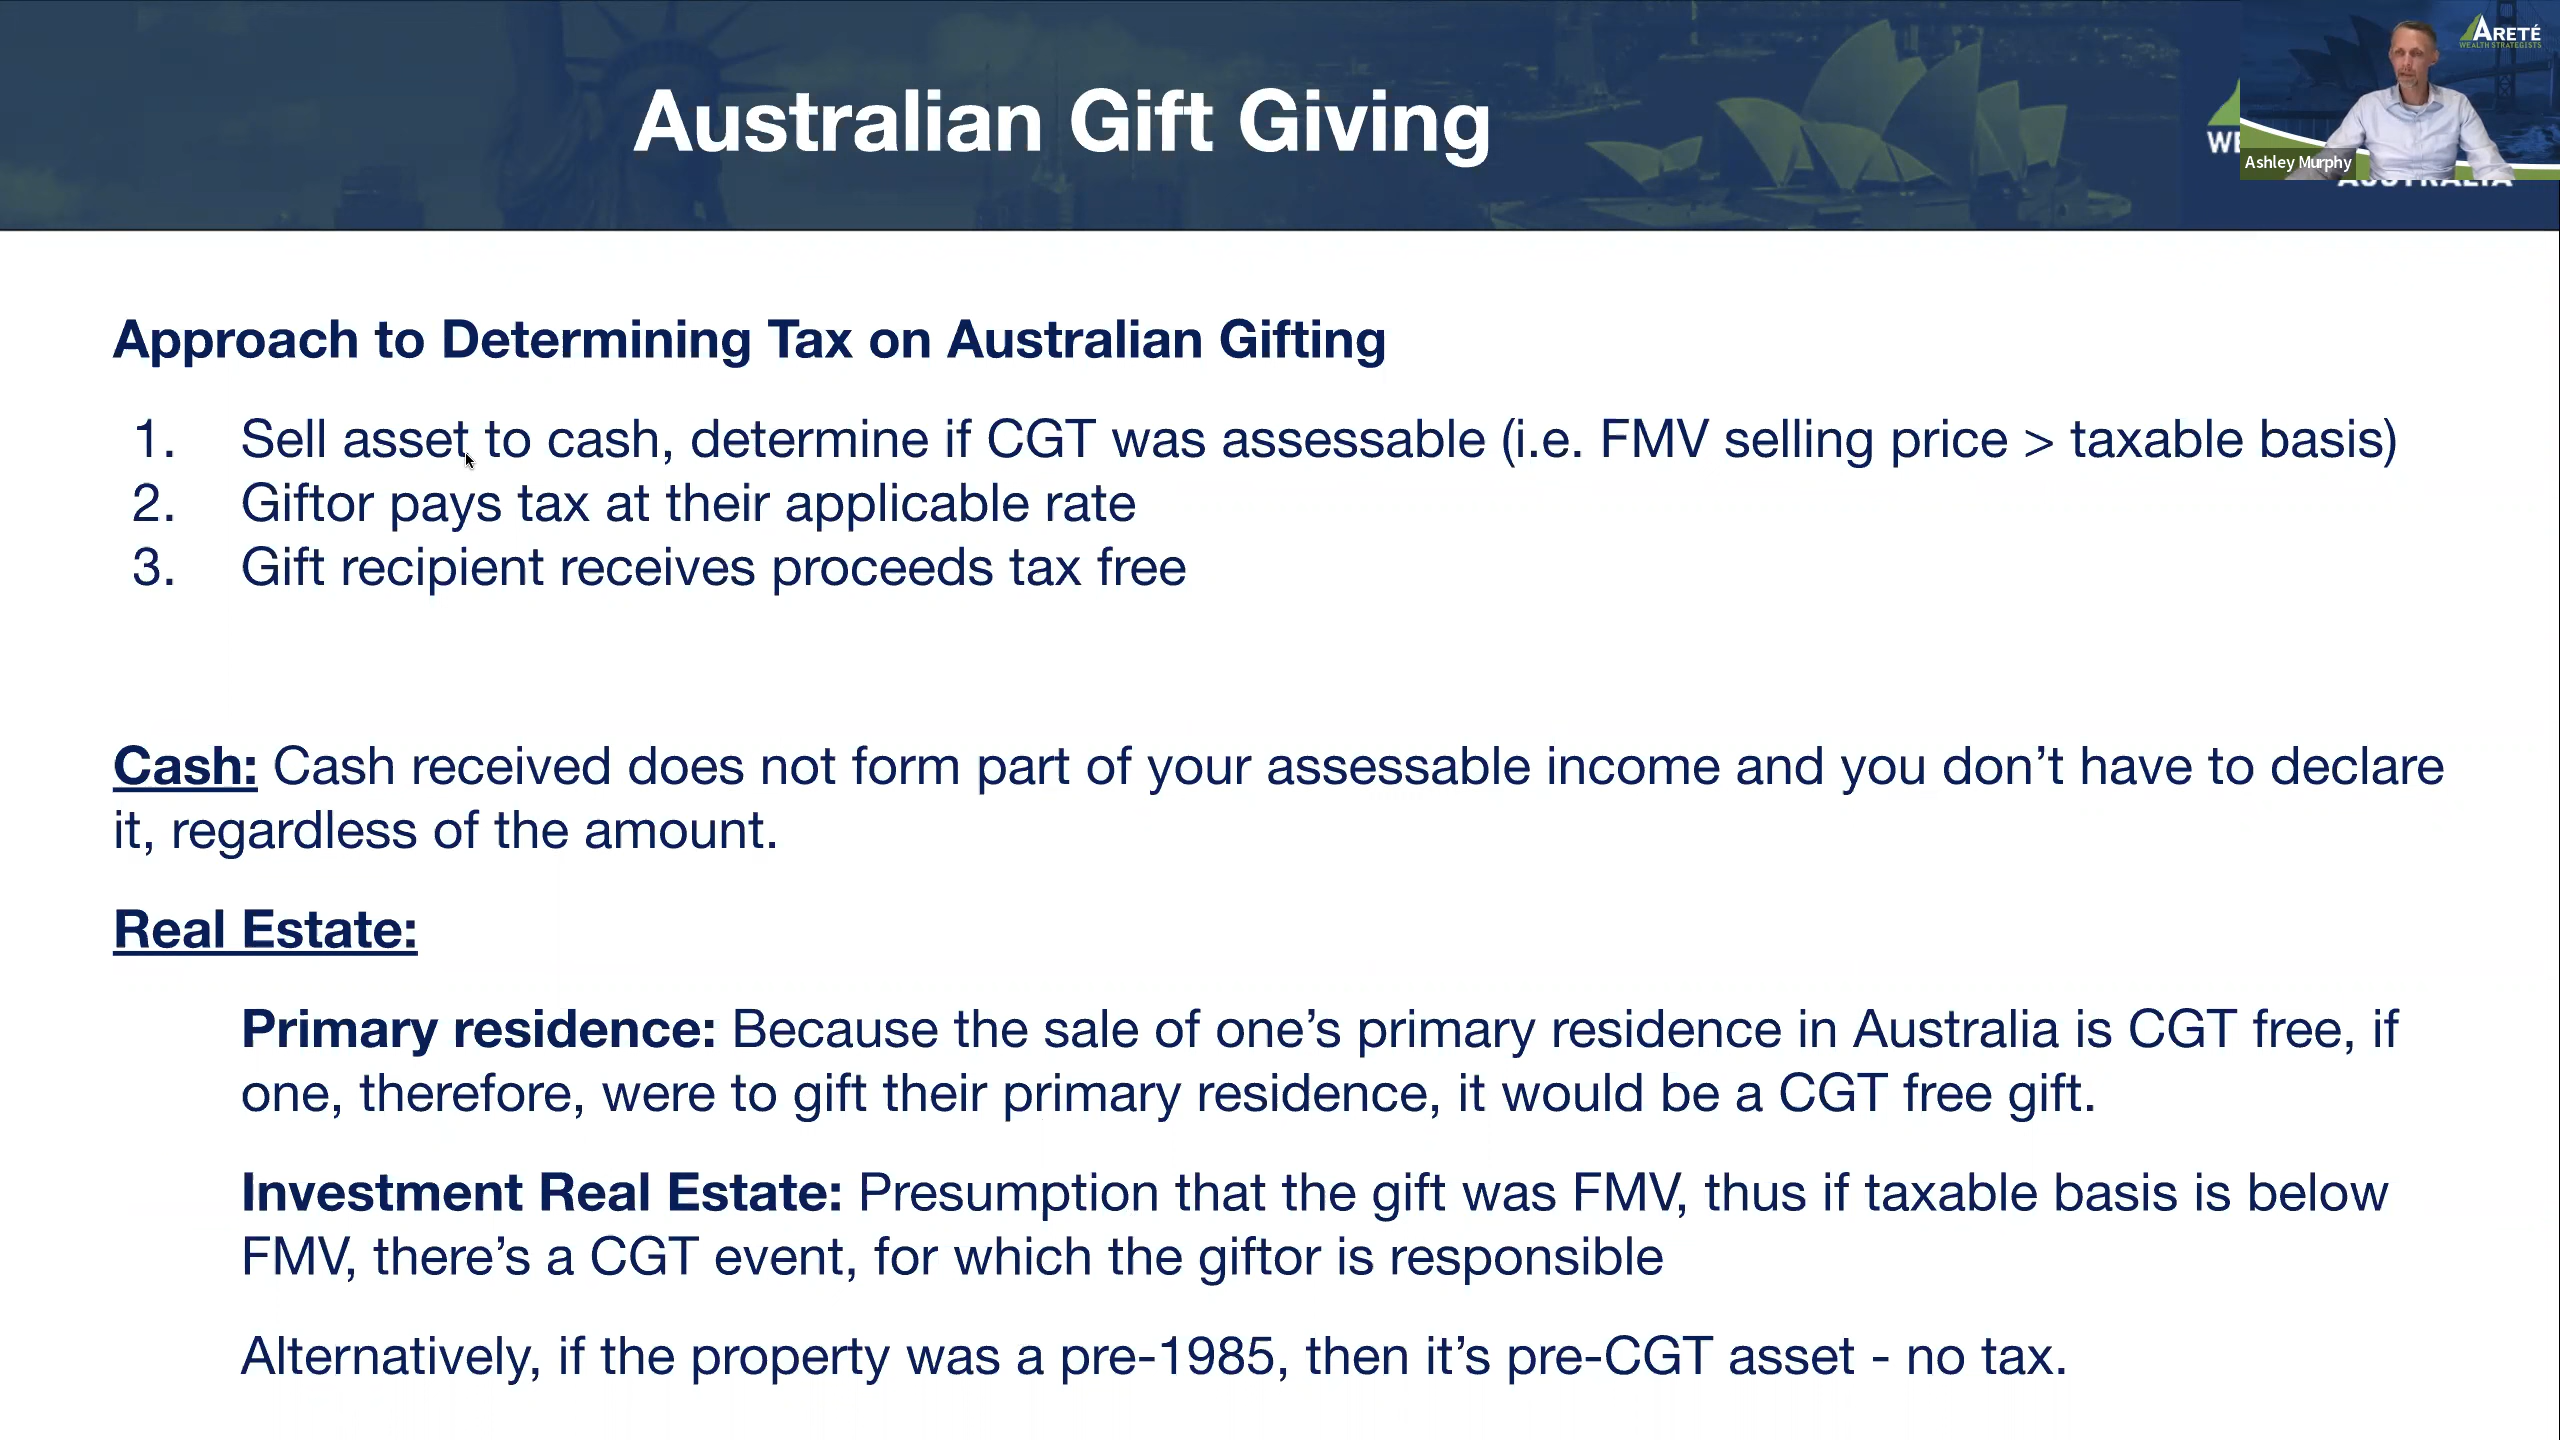 Australian Gift Giving
ARETÉ
WEALTH STRATEGISTS
WE
Ashley Murphy
AUSTRALIA
Approach to Determining Tax on Australian Gifting
1. Sell asset to cash, determine if CGT was assessable (i.e. FMV selling price > taxable basis)
2. Giftor pays tax at their applicable rate
3. Gift recipient receives proceeds tax free
Cash: Cash received does not form part of your assessable income and you don’t have to declare
it, regardless of the amount.
Real Estate:
Primary residence: Because the sale of one’s primary residence in Australia is CGT free, if
one, therefore, were to gift their primary residence, it would be a CGT free gift.
Investment Real Estate: Presumption that the gift was FMV, thus if taxable basis is below
FMV, there’s a CGT event, for which the giftor is responsible
Alternatively, if the property was a pre-1985, then it’s pre-CGT asset - no tax.